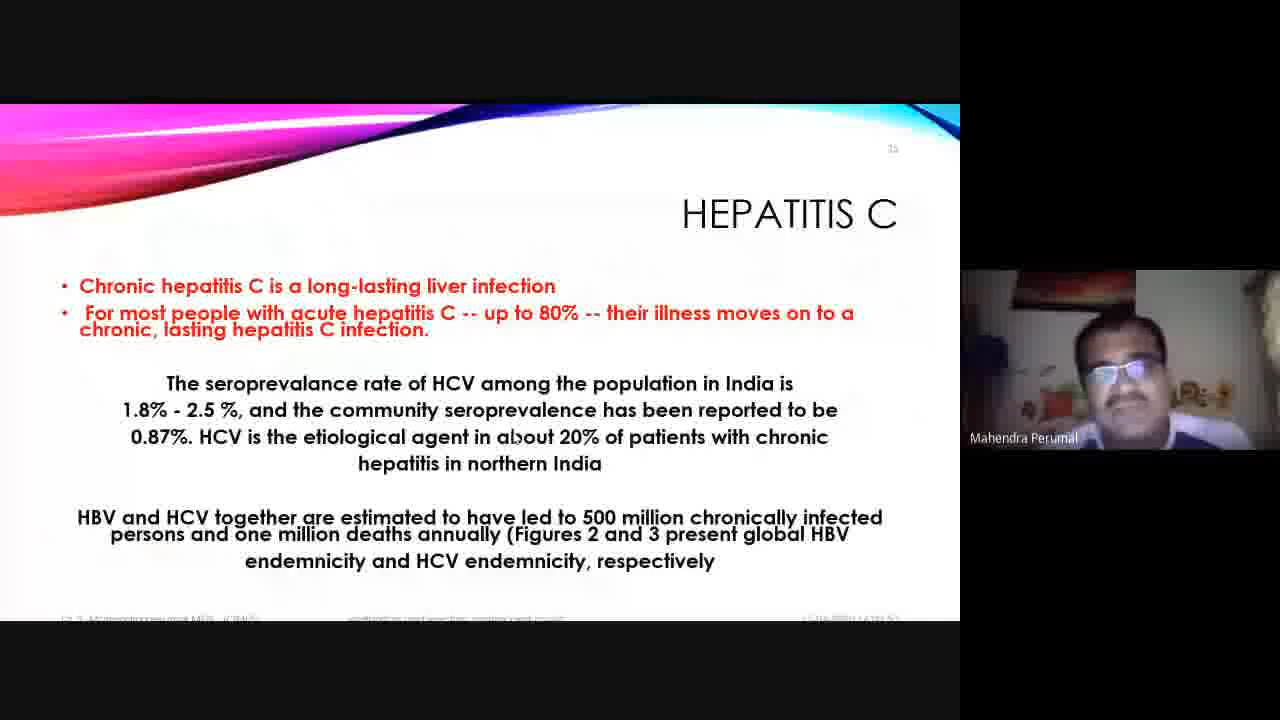 HEPATITIS C
• Chronic hepatitis C is a long-lasting liver infection
• For most people with acute hepatitis C -- up to 80% -- their illness moves on to a
chronic, lasting hepatitis C infection.
The seroprevalance rate of HCV among the population in India is
1.8% - 2.5 %, and the community seroprevalence has been reported to be
0.87%. HCV is the etiological agent in about 20% of patients with chronic
hepatitis in northern India
HBV and HCV together are estimated to have led to 500 million chronically infected
persons and one million deaths annually (Figures 2 and 3 present global HBV
endemnicity and HCV endemnicity, respectively
Mahendra Perumal